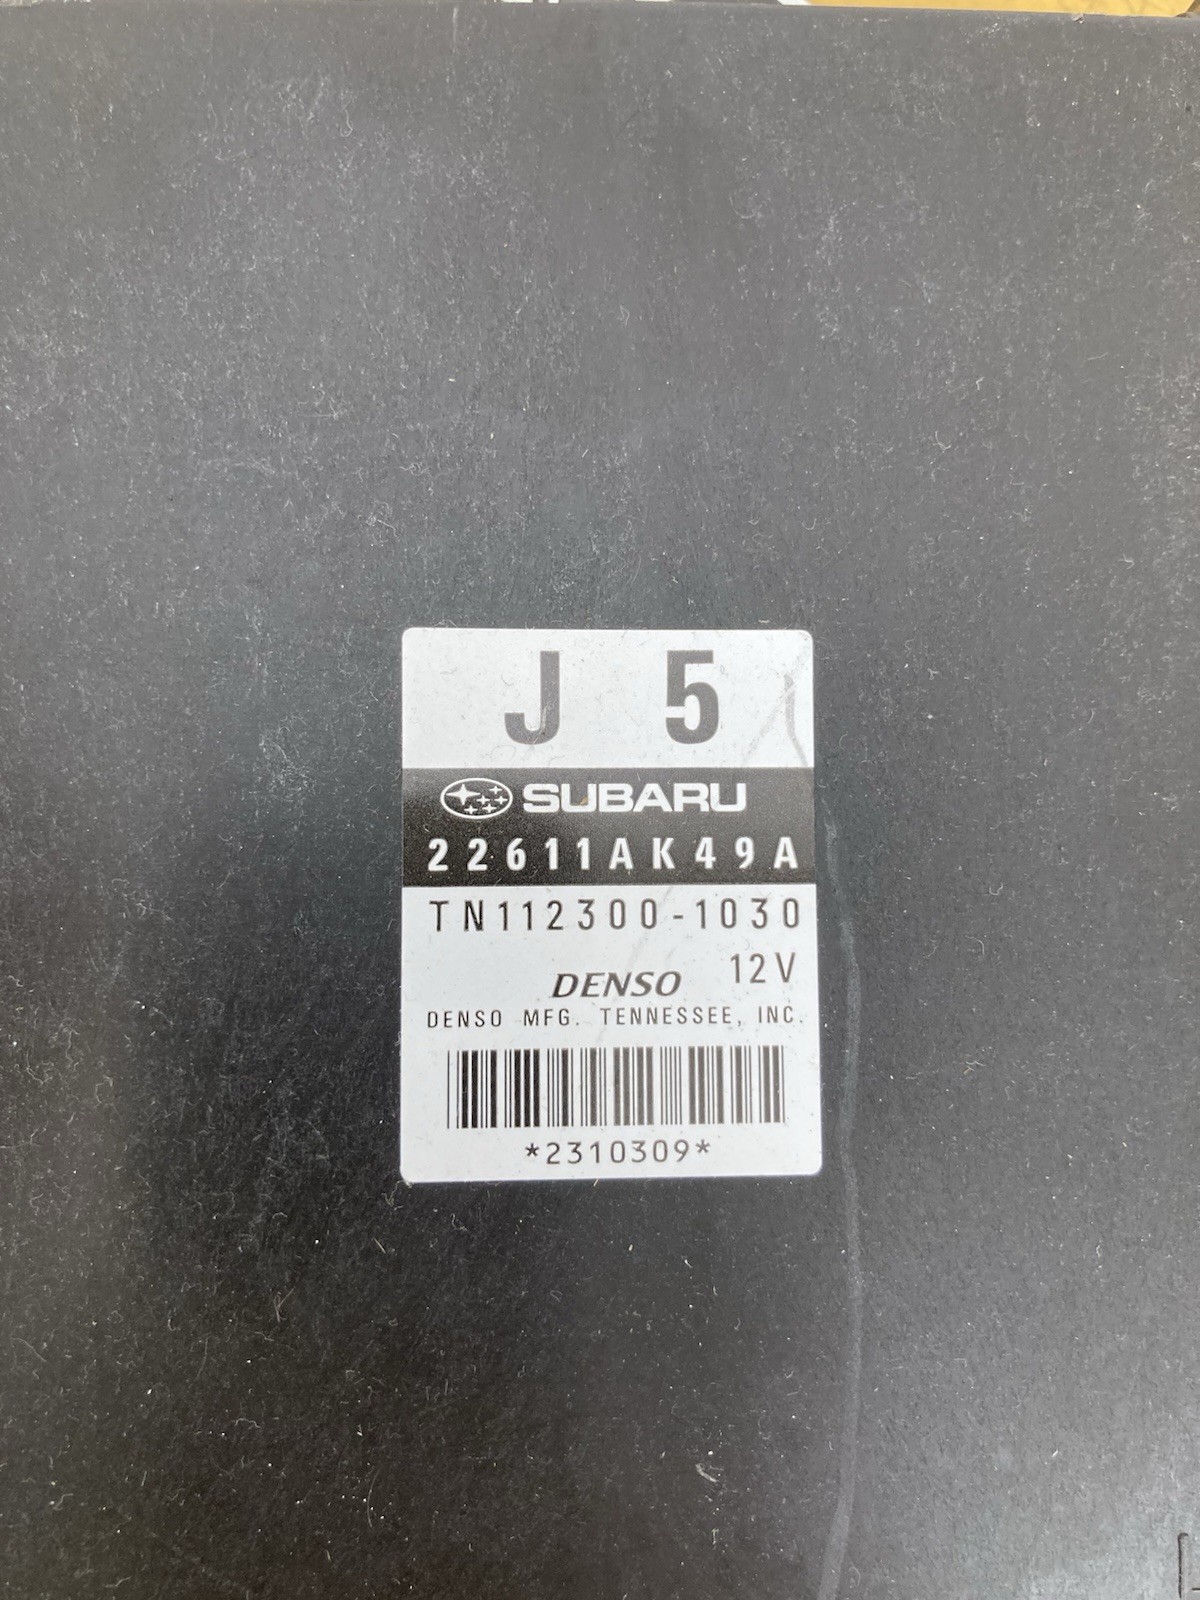 J 5
SUBARU
22611AK49A
TN112300-1030
12V
DENSO
DENSO MFG. TENNESSEE, INC.
*2310309*